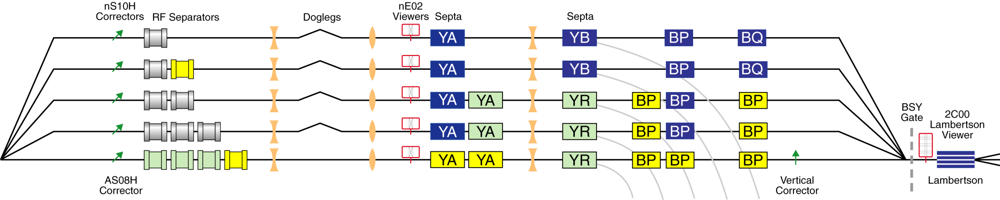 nS10H
Correctors
RF Separators
Doglegs
nE02
Viewers
Septa
Septa
YA
YB
BP
BQ
YA
YB
BP
BQ
YA
YA
YR
BP
BP
BP
YA
YA
YR
BP
BP
BP
YA
YA
YR
BP
BP
BP
BSY
Gate
2C00
Lambertson
Viewer
AS08H
Corrector
Vertical
Corrector
Lambertson